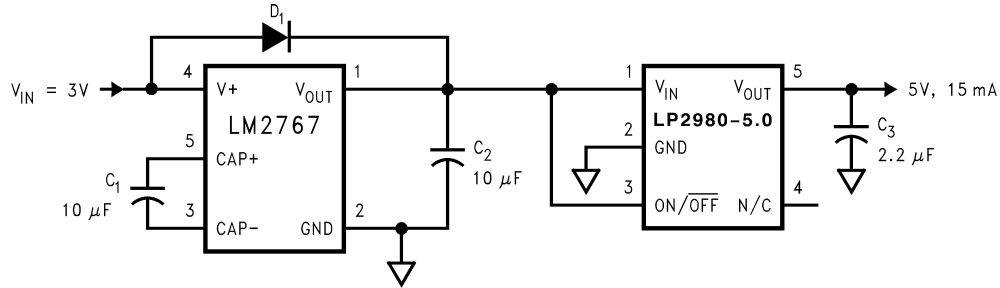 D1
VIN = 3V
4
V+
VOUT
1
LM2767
5
CAP+
C1
10 µF
3
CAP−
GND
2
C2
10 µF
1
VIN
VOUT
5
LP2980-5.0
2
GND
3
ON/OFF
N/C
4
5V, 15 mA
C3
2.2 µF